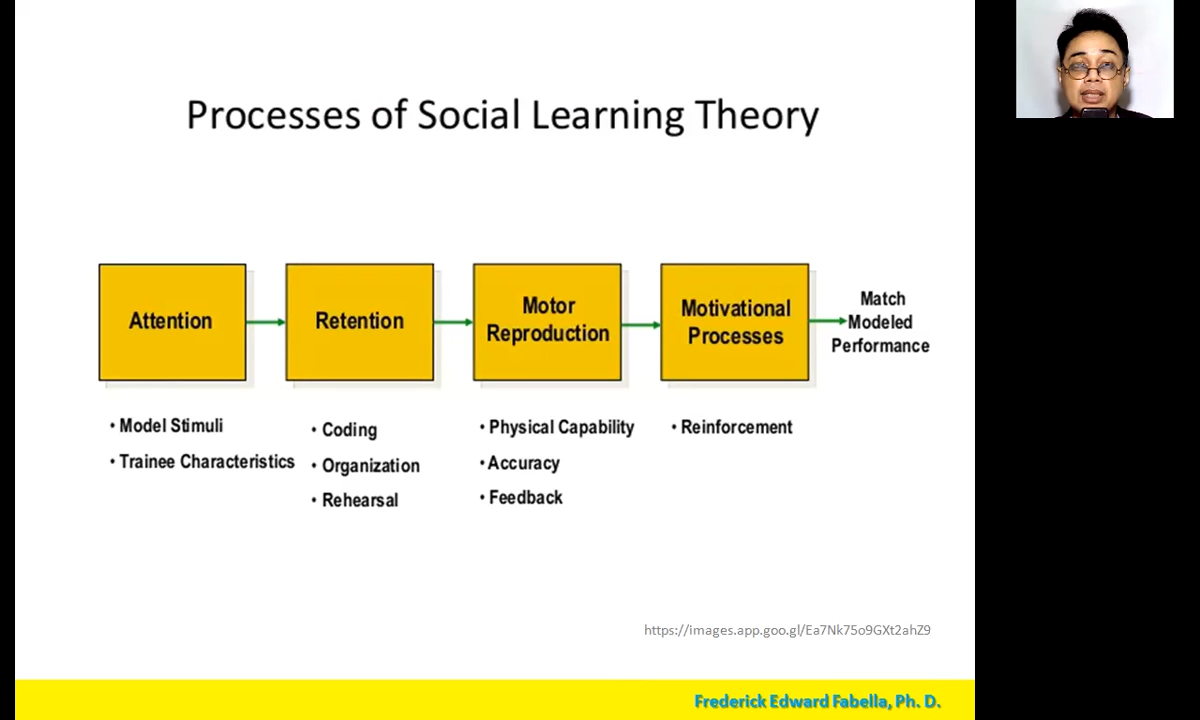 Processes of Social Learning Theory
Attention
Retention
Motor
Reproduction
Motivational
Processes
Match
Modeled
Performance
• Model Stimuli
• Trainee Characteristics
• Coding
• Organization
• Rehearsal
• Physical Capability
• Accuracy
• Feedback
• Reinforcement
https://images.app.goo.gl/Ea7Nk75o9GXt2ahZ9
Frederick Edward Fabella, Ph. D.